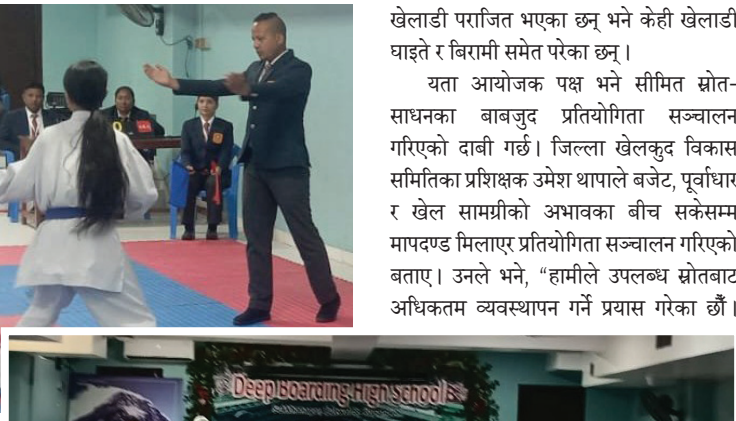 खेलाडी पराजित भएका छन् भने केही खेलाडी
घाइते र बिरामी समेत परेका छन् ।
यता आयोजक पक्ष भने सीमित स्रोत-
साधनका बाबजुद प्रतियोगिता सञ्चालन
गरिएको दाबी गर्छ । जिल्ला खेलकुद विकास
समितिका प्रशिक्षक उमेश थापाले बजेट, पूर्वाधार
र खेल सामग्रीको अभावका बीच सकेसम्म
मापदण्ड मिलाएर प्रतियोगिता सञ्चालन गरिएको
बताए । उनले भने, “हामीले उपलब्ध स्रोतबाट
अधिकतम व्यवस्थापन गर्ने प्रयास गरेका छौँ ।
Deep Boarding High School